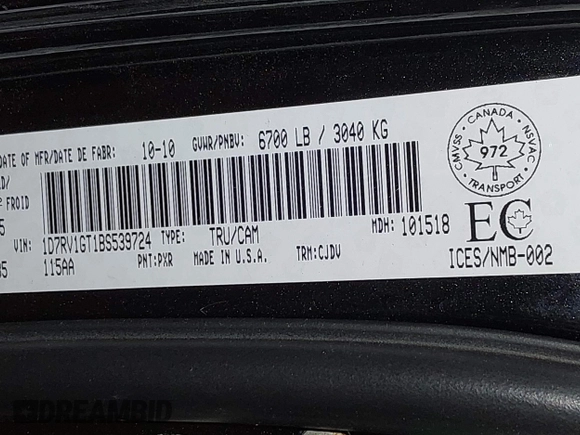 DATE OF MFR/DATE DE FABR: 10-10 GVWR/PNBV: 6700 LB / 3040 KG
FROID
VIN: 1D7RV1GT1BS539724 TYPE: TRU/CAM MDH: 101518
115AA PNT: PXR MADE IN U.S.A. TRM: CJDV
CANADA
CMVSS NSVAC
972
TRANSPORT
EC
ICES/NMB-002
DREAMBID